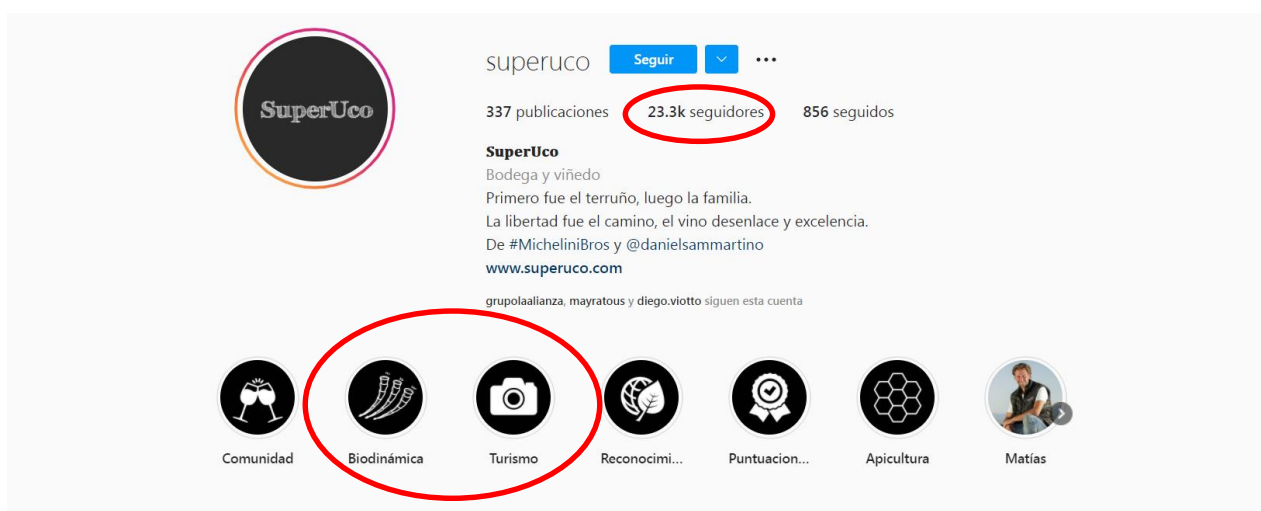 SuperUco
superuco Seguir
337 publicaciones 23.3k seguidores 856 seguidos
SuperUco
Bodega y viñedo
Primero fue el terruño, luego la familia.
La libertad fue el camino, el vino desenlace y excelencia.
De #MicheliniBros y @danielsammartino
www.superuco.com
grupolaalianza, mayratous y diego.viotto siguen esta cuenta
Comunidad Biodinámica Turismo Reconocimi... Puntuacion... Apicultura Matías